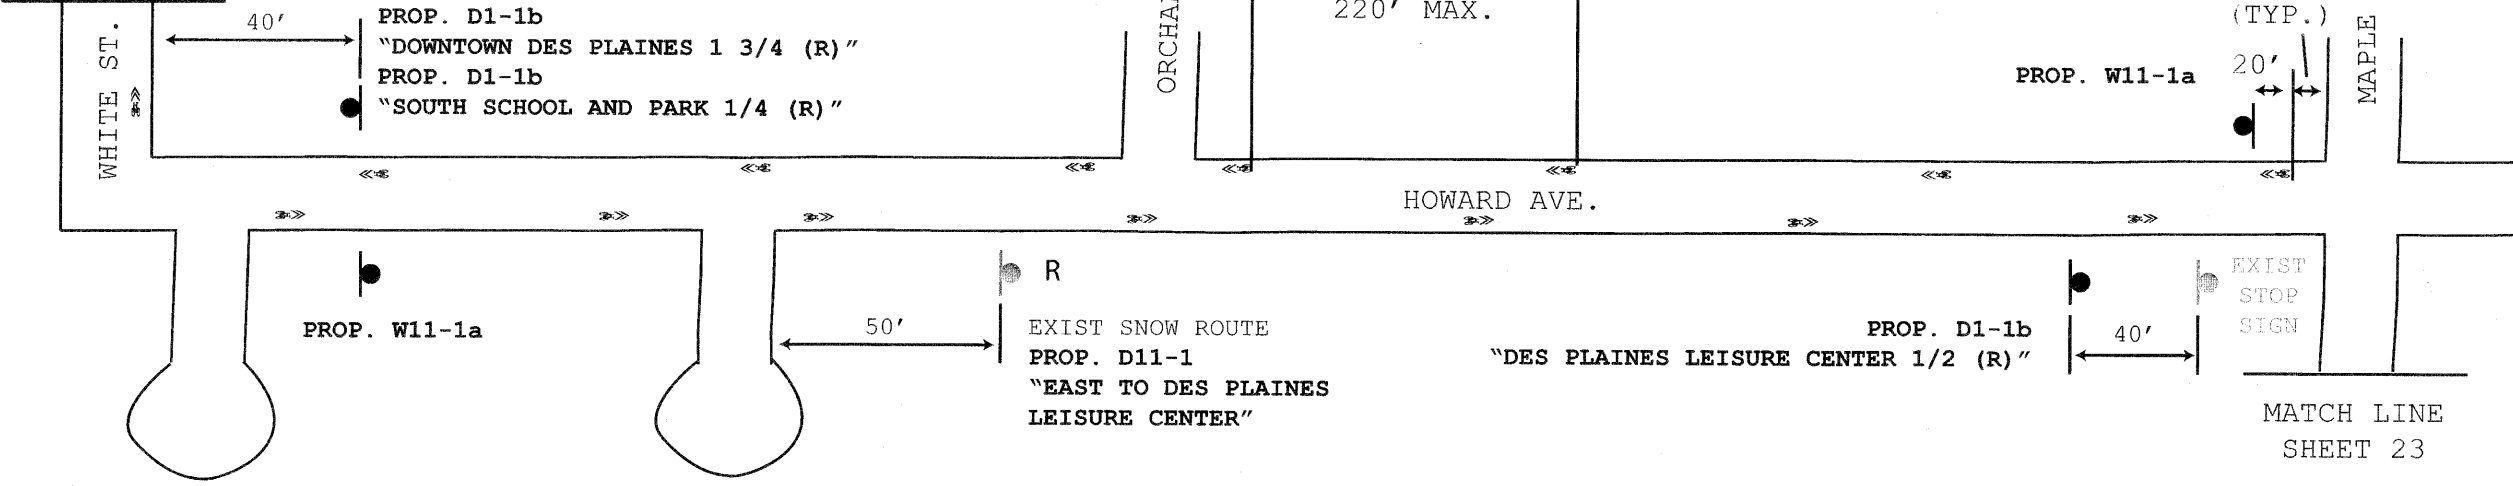 WHITE ST.
40'
PROP. D1-1b
"DOWNTOWN DES PLAINES 1 3/4 (R)"
PROP. D1-1b
"SOUTH SCHOOL AND PARK 1/4 (R)"
220' MAX.
(TYP.)
MAPLE
PROP. W11-1a
20'
HOWARD AVE.
PROP. W11-1a
50'
R
EXIST SNOW ROUTE
PROP. D11-1
"EAST TO DES PLAINES
LEISURE CENTER"
PROP. D1-1b
"DES PLAINES LEISURE CENTER 1/2 (R)"
40'
EXIST
STOP
SIGN
MATCH LINE
SHEET 23